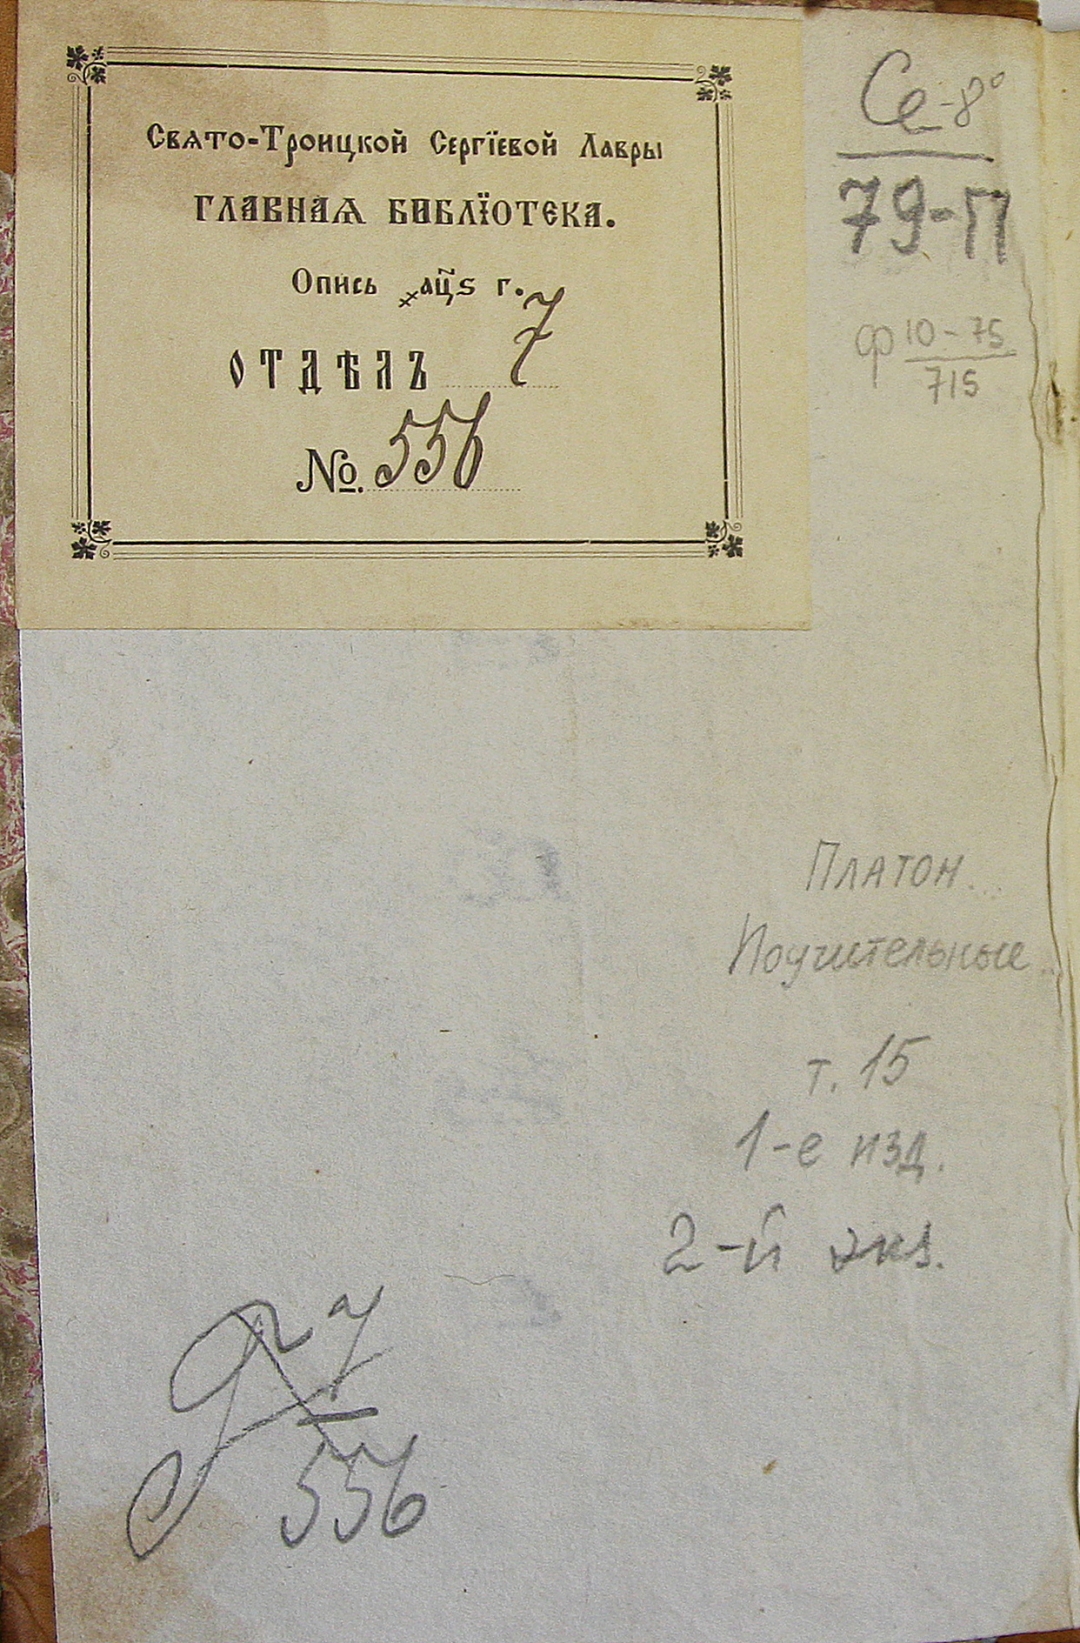 Свято-Троицкой Сергїевой Лавры
ГЛАВНАЯ БИБЛЇОТЕКА.
Опись ҂ац҃ѕ г.
ОТДѢЛЪ 7
№. 556
Се-8°
79-П
ф 10-75
715
Платон...
Поучительные...
т. 15
1-е изд.
2-й экз.
7
556